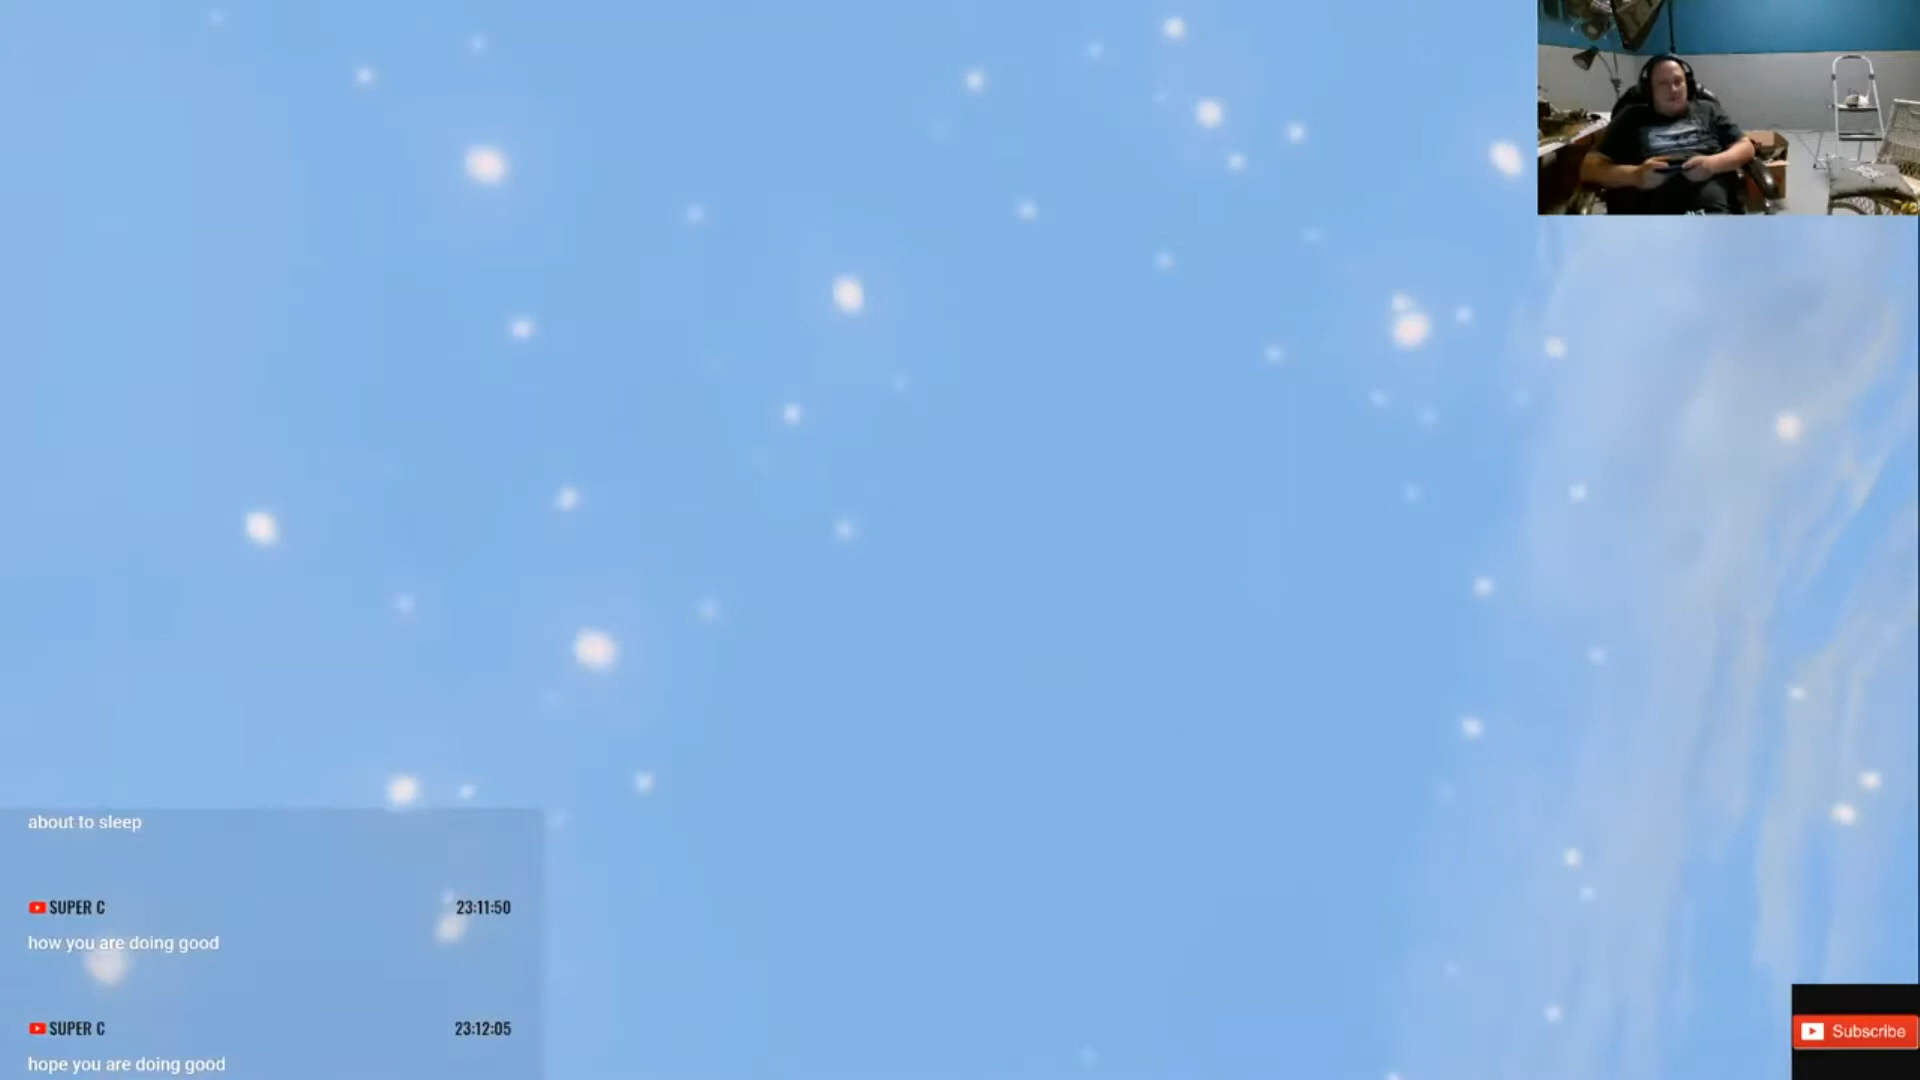 about to sleep
SUPER C 23:11:50
how you are doing good
SUPER C 23:12:05
hope you are doing good
Subscribe